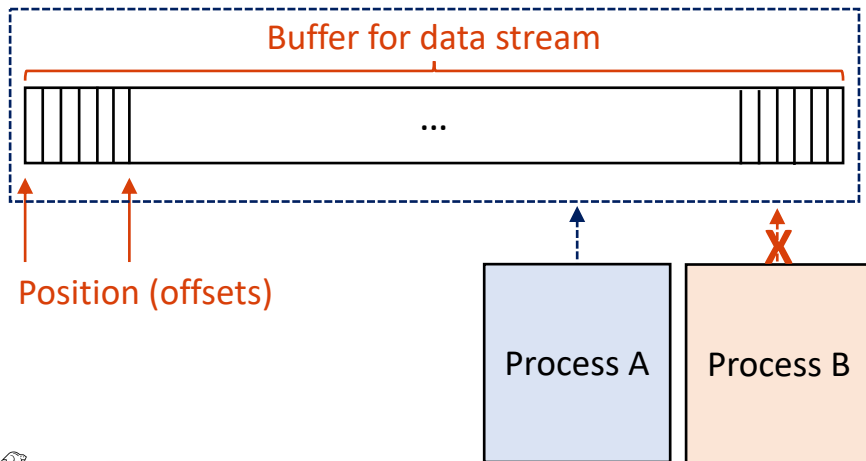 Buffer for data stream
...
Position (offsets)
X
Process A
Process B